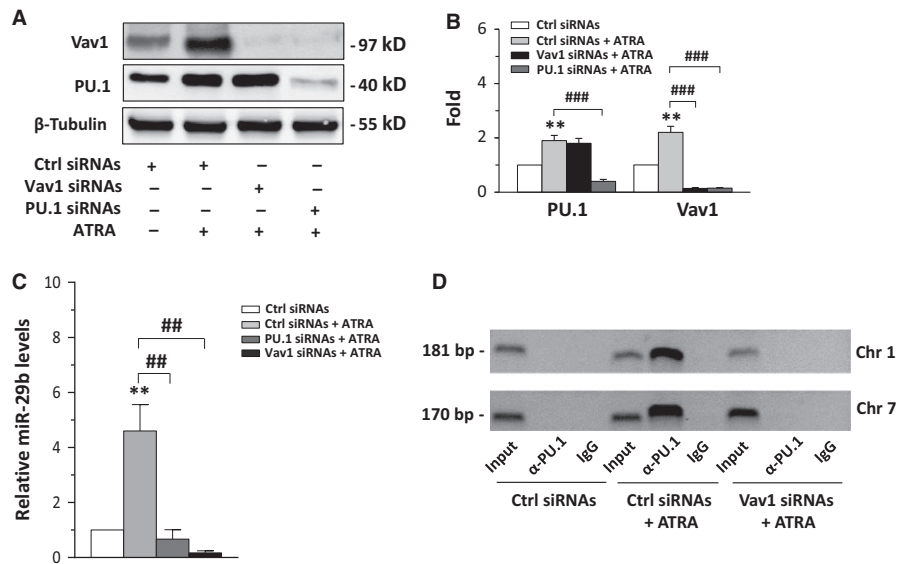 A
Vav1
- 97 kD
PU.1
- 40 kD
β-Tubulin
- 55 kD
Ctrl siRNAs + + – –
Vav1 siRNAs – – + –
PU.1 siRNAs – – – +
ATRA – + + +
B
Ctrl siRNAs
Ctrl siRNAs + ATRA
Vav1 siRNAs + ATRA
PU.1 siRNAs + ATRA
Fold
6
4
2
0
**
###
**
###
###
PU.1
Vav1
C
Relative miR-29b levels
10
8
6
4
2
0
**
##
##
Ctrl siRNAs
Ctrl siRNAs + ATRA
PU.1 siRNAs + ATRA
Vav1 siRNAs + ATRA
D
181 bp -
Chr 1
170 bp -
Chr 7
Input α-PU.1 IgG Input α-PU.1 IgG Input α-PU.1 IgG
Ctrl siRNAs
Ctrl siRNAs
+ ATRA
Vav1 siRNAs
+ ATRA